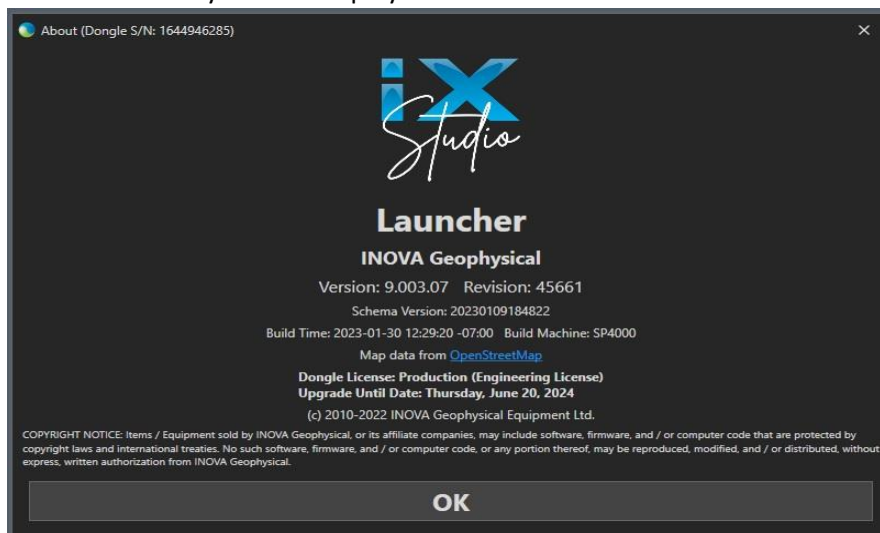 About (Dongle S/N: 1644946285)
iX
Studio
Launcher
INOVA Geophysical
Version: 9.003.07 Revision: 45661
Schema Version: 20230109184822
Build Time: 2023-01-30 12:29:20 -07:00 Build Machine: SP4000
Map data from OpenStreetMap
Dongle License: Production (Engineering License)
Upgrade Until Date: Thursday, June 20, 2024
(c) 2010-2022 INOVA Geophysical Equipment Ltd.
COPYRIGHT NOTICE: Items / Equipment sold by INOVA Geophysical, or its affiliate companies, may include software, firmware, and / or computer code that are protected by
copyright laws and international treaties. No such software, firmware, and / or computer code, or any portion thereof, may be reproduced, modified, and / or distributed, without
express, written authorization from INOVA Geophysical.
OK